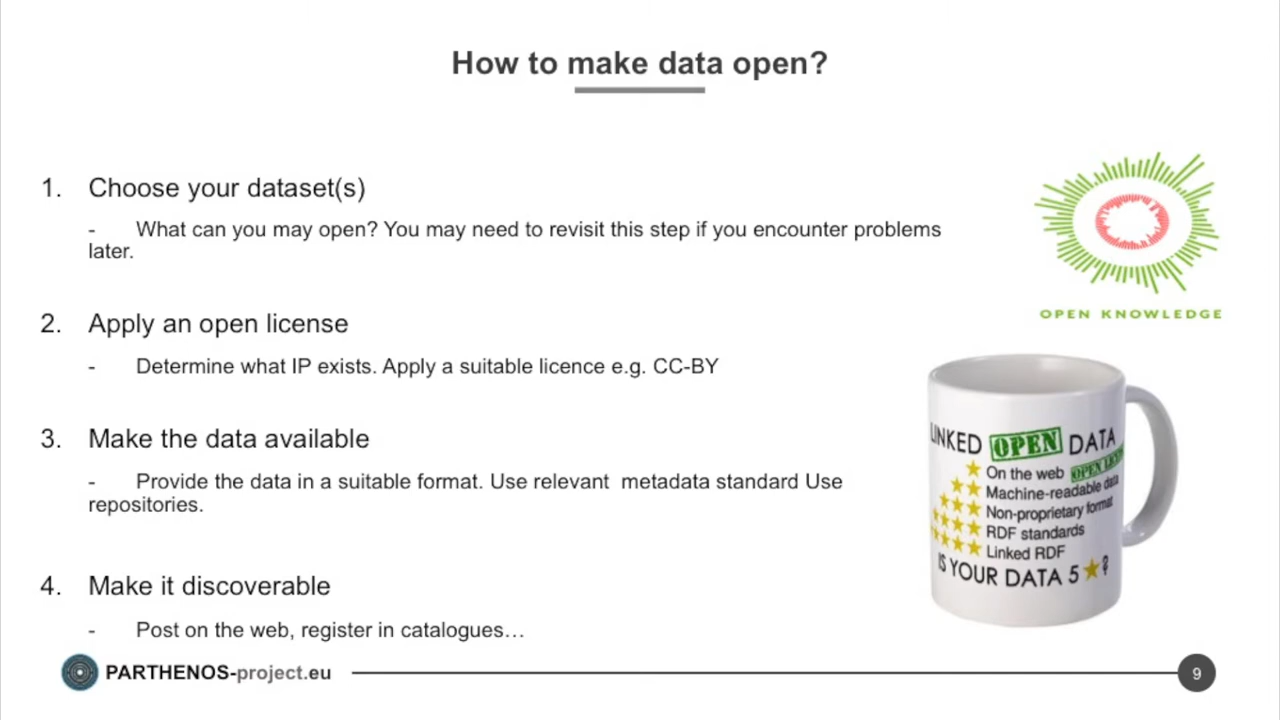 How to make data open?
1. Choose your dataset(s)
- What can you may open? You may need to revisit this step if you encounter problems
later.
2. Apply an open license
- Determine what IP exists. Apply a suitable licence e.g. CC-BY
3. Make the data available
- Provide the data in a suitable format. Use relevant  metadata standard Use
repositories.
4. Make it discoverable
- Post on the web, register in catalogues…
OPEN KNOWLEDGE
LINKED OPEN DATA
On the web OPEN
Machine-readable data
Non-proprietary format
RDF standards
Linked RDF
IS YOUR DATA 5★?
PARTHENOS-project.eu
9